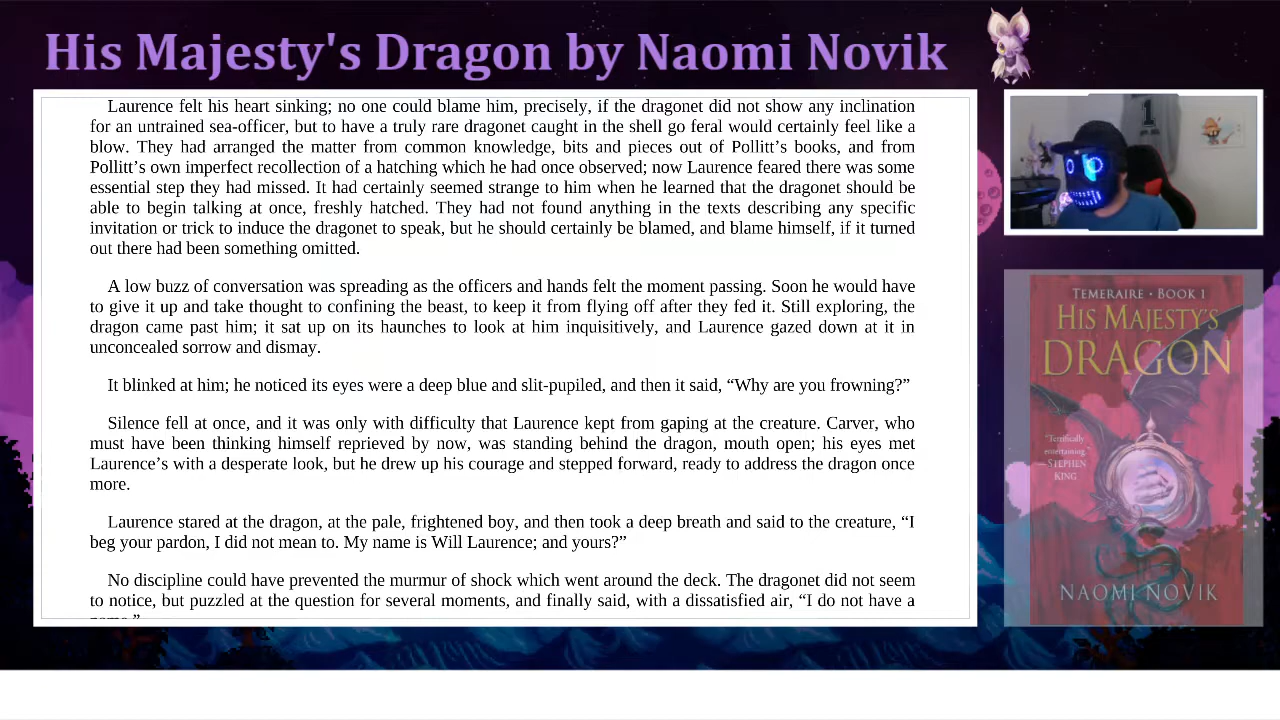 His Majesty's Dragon by Naomi Novik
Laurence felt his heart sinking; no one could blame him, precisely, if the dragonet did not show any inclination
for an untrained sea-officer, but to have a truly rare dragonet caught in the shell go feral would certainly feel like a
blow. They had arranged the matter from common knowledge, bits and pieces out of Pollitt’s books, and from
Pollitt’s own imperfect recollection of a hatching which he had once observed; now Laurence feared there was some
essential step they had missed. It had certainly seemed strange to him when he learned that the dragonet should be
able to begin talking at once, freshly hatched. They had not found anything in the texts describing any specific
invitation or trick to induce the dragonet to speak, but he should certainly be blamed, and blame himself, if it turned
out there had been something omitted.
A low buzz of conversation was spreading as the officers and hands felt the moment passing. Soon he would have
to give it up and take thought to confining the beast, to keep it from flying off after they fed it. Still exploring, the
dragon came past him; it sat up on its haunches to look at him inquisitively, and Laurence gazed down at it in
unconcealed sorrow and dismay.
It blinked at him; he noticed its eyes were a deep blue and slit-pupiled, and then it said, “Why are you frowning?”
Silence fell at once, and it was only with difficulty that Laurence kept from gaping at the creature. Carver, who
must have been thinking himself reprieved by now, was standing behind the dragon, mouth open; his eyes met
Laurence’s with a desperate look, but he drew up his courage and stepped forward, ready to address the dragon once
more.
Laurence stared at the dragon, at the pale, frightened boy, and then took a deep breath and said to the creature, “I
beg your pardon, I did not mean to. My name is Will Laurence; and yours?”
No discipline could have prevented the murmur of shock which went around the deck. The dragonet did not seem
to notice, but puzzled at the question for several moments, and finally said, with a dissatisfied air, “I do not have a
1
TEMERAIRE • BOOK 1
HIS MAJESTY'S
DRAGON
"Terrifically
entertaining."
—STEPHEN
KING
NAOMI NOVIK